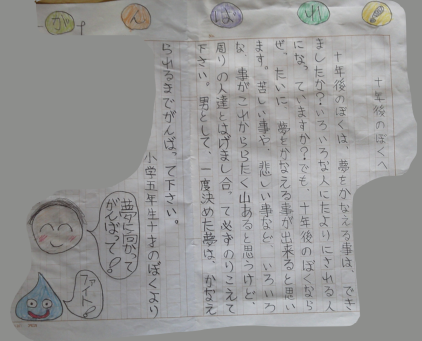 がんばれ!
十年後のぼくへ
十年後のぼくは、夢をかなえる事は、でき
ましたか?いろいろな人にたよりにされる人
になっていますか?でも、十年後のぼくなら
ぜったいに夢をかなえる事が出来ると思い
ます。苦しい事や、悲しい事など、いろいろ
な、事がこれかららたく山あると思うけど、
周りの人達とはげまし合って必ずのりこえて
下さい。男として、一度決めた夢は、かなえ
られるまでがんばって下さい。
小学五年生十才のぼくより
夢に向かって
がんばって!
ファイト!